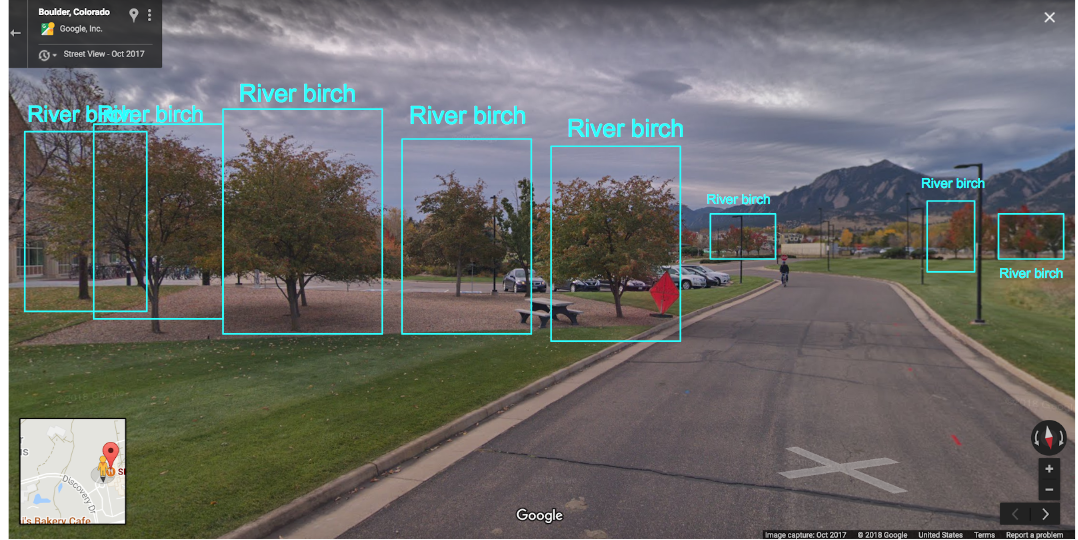 Boulder, Colorado
Google, Inc.
Street View - Oct 2017
River birch
River birch
River birch
River birch
River birch
River birch
River birch
River birch
Discovery Dr
i's Bakery Cafe
Google
Image capture: Oct 2017 © 2018 Google United States Terms Report a problem